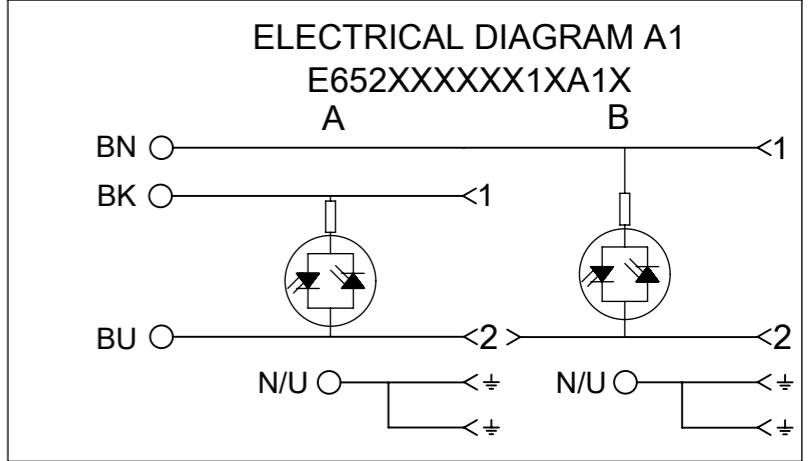 ELECTRICAL DIAGRAM A1
E652XXXXXX1XA1X
A B
BN 1
BK 1
BU 2 2
N/U N/U